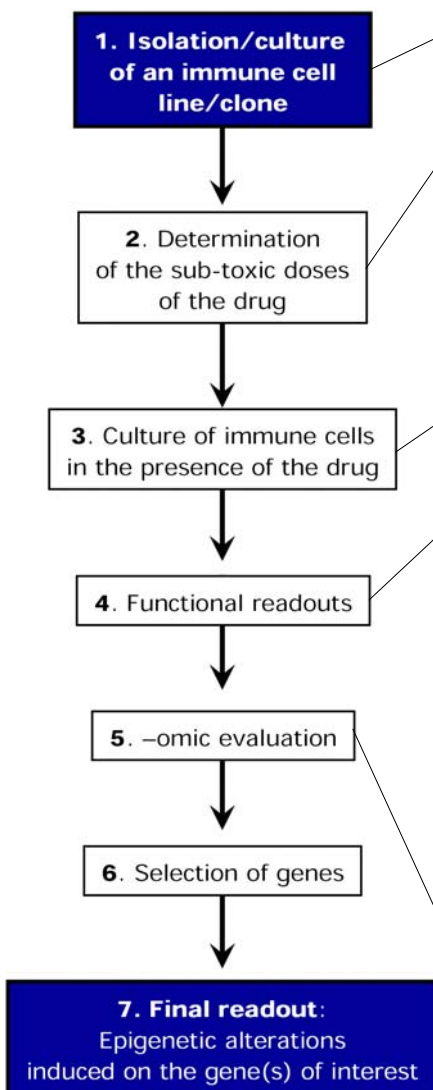 1. Isolation/culture
of an immune cell
line/clone
2. Determination
of the sub-toxic doses
of the drug
3. Culture of immune cells
in the presence of the drug
4. Functional readouts
5. –omic evaluation
6. Selection of genes
7. Final readout:
Epigenetic alterations
induced on the gene(s) of interest